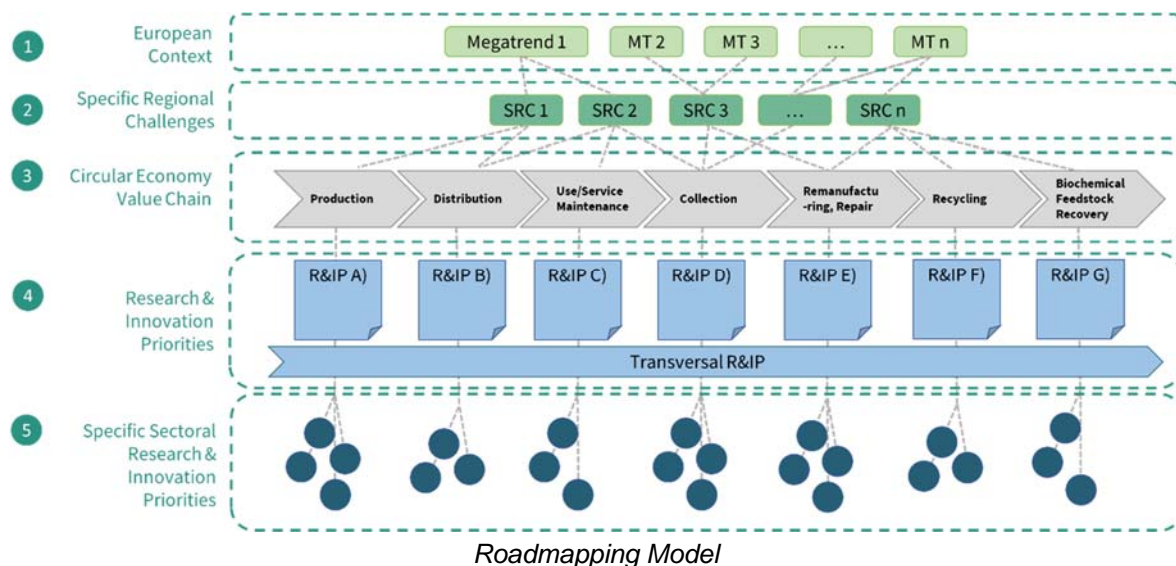 1
European
Context
Megatrend 1
MT 2
MT 3
...
MT n
2
Specific Regional
Challenges
SRC 1
SRC 2
SRC 3
...
SRC n
3
Circular Economy
Value Chain
Production
Distribution
Use/Service
Maintenance
Collection
Remanufactu
-ring, Repair
Recycling
Biochemical
Feedstock
Recovery
4
Research &
Innovation
Priorities
R&IP A)
R&IP B)
R&IP C)
R&IP D)
R&IP E)
R&IP F)
R&IP G)
Transversal R&IP
5
Specific Sectoral
Research &
Innovation
Priorities
Roadmapping Model